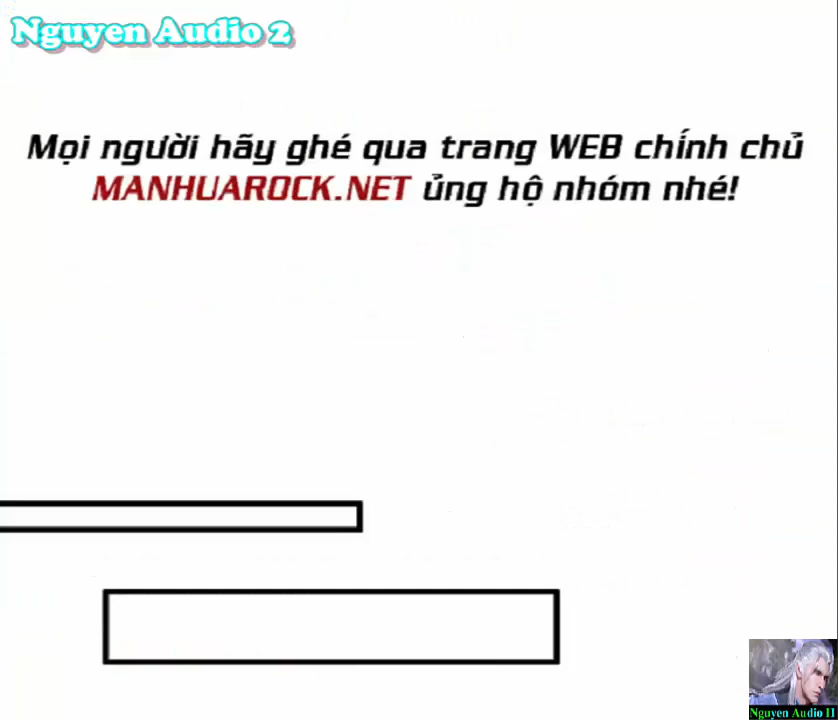 Nguyen Audio 2
Mọi người hãy ghé qua trang WEB chính chủ
MANHUAROCK.NET ủng hộ nhóm nhé!
Nguyen Audio II